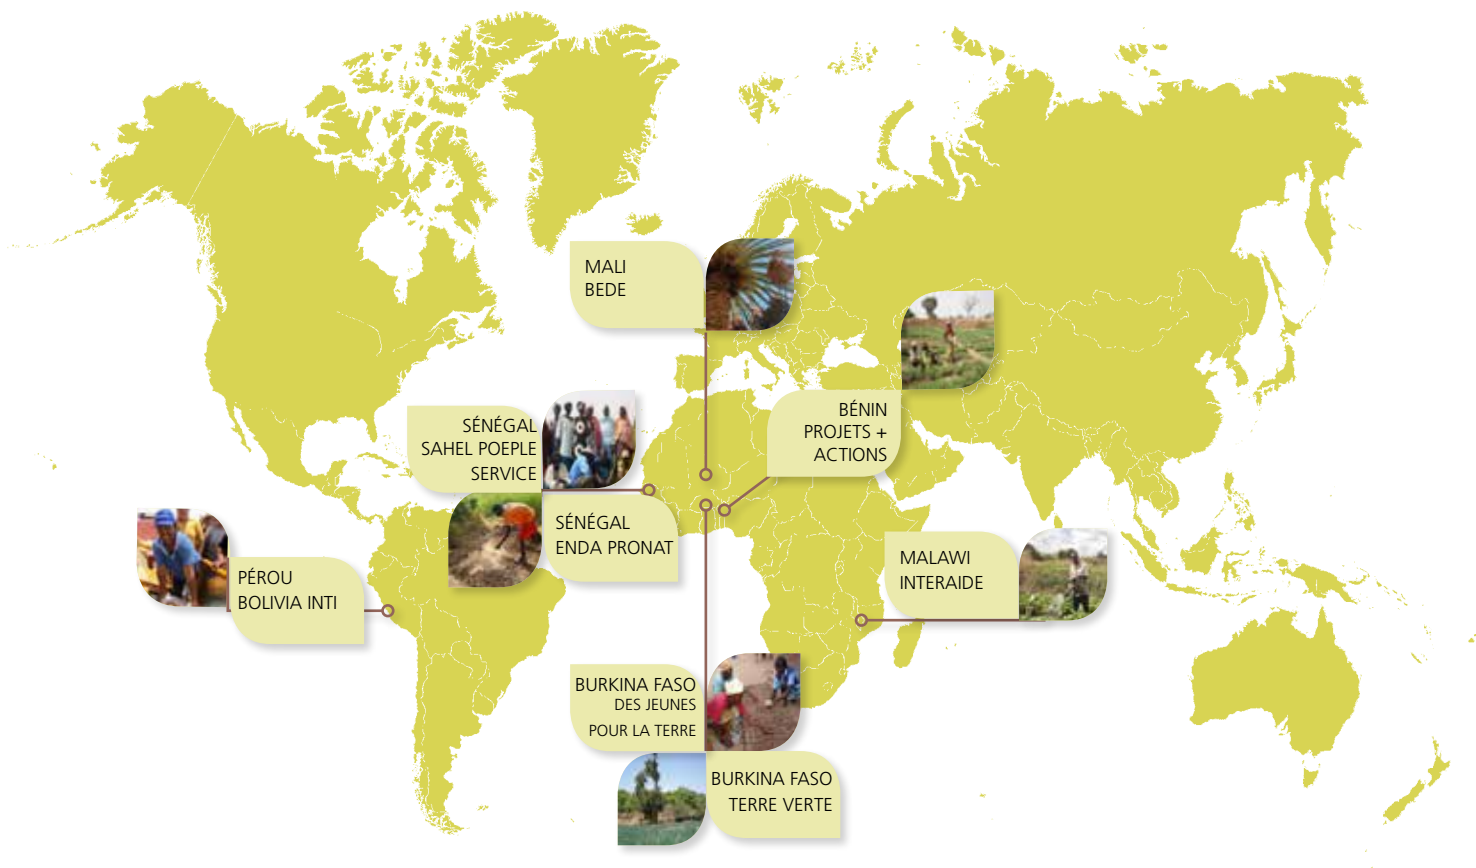 MALI
BEDE
BÉNIN
PROJETS +
ACTIONS
SÉNÉGAL
SAHEL POEPLE
SERVICE
SÉNÉGAL
ENDA PRONAT
MALAWI
INTERAIDE
PÉROU
BOLIVIA INTI
BURKINA FASO
DES JEUNES
POUR LA TERRE
BURKINA FASO
TERRE VERTE